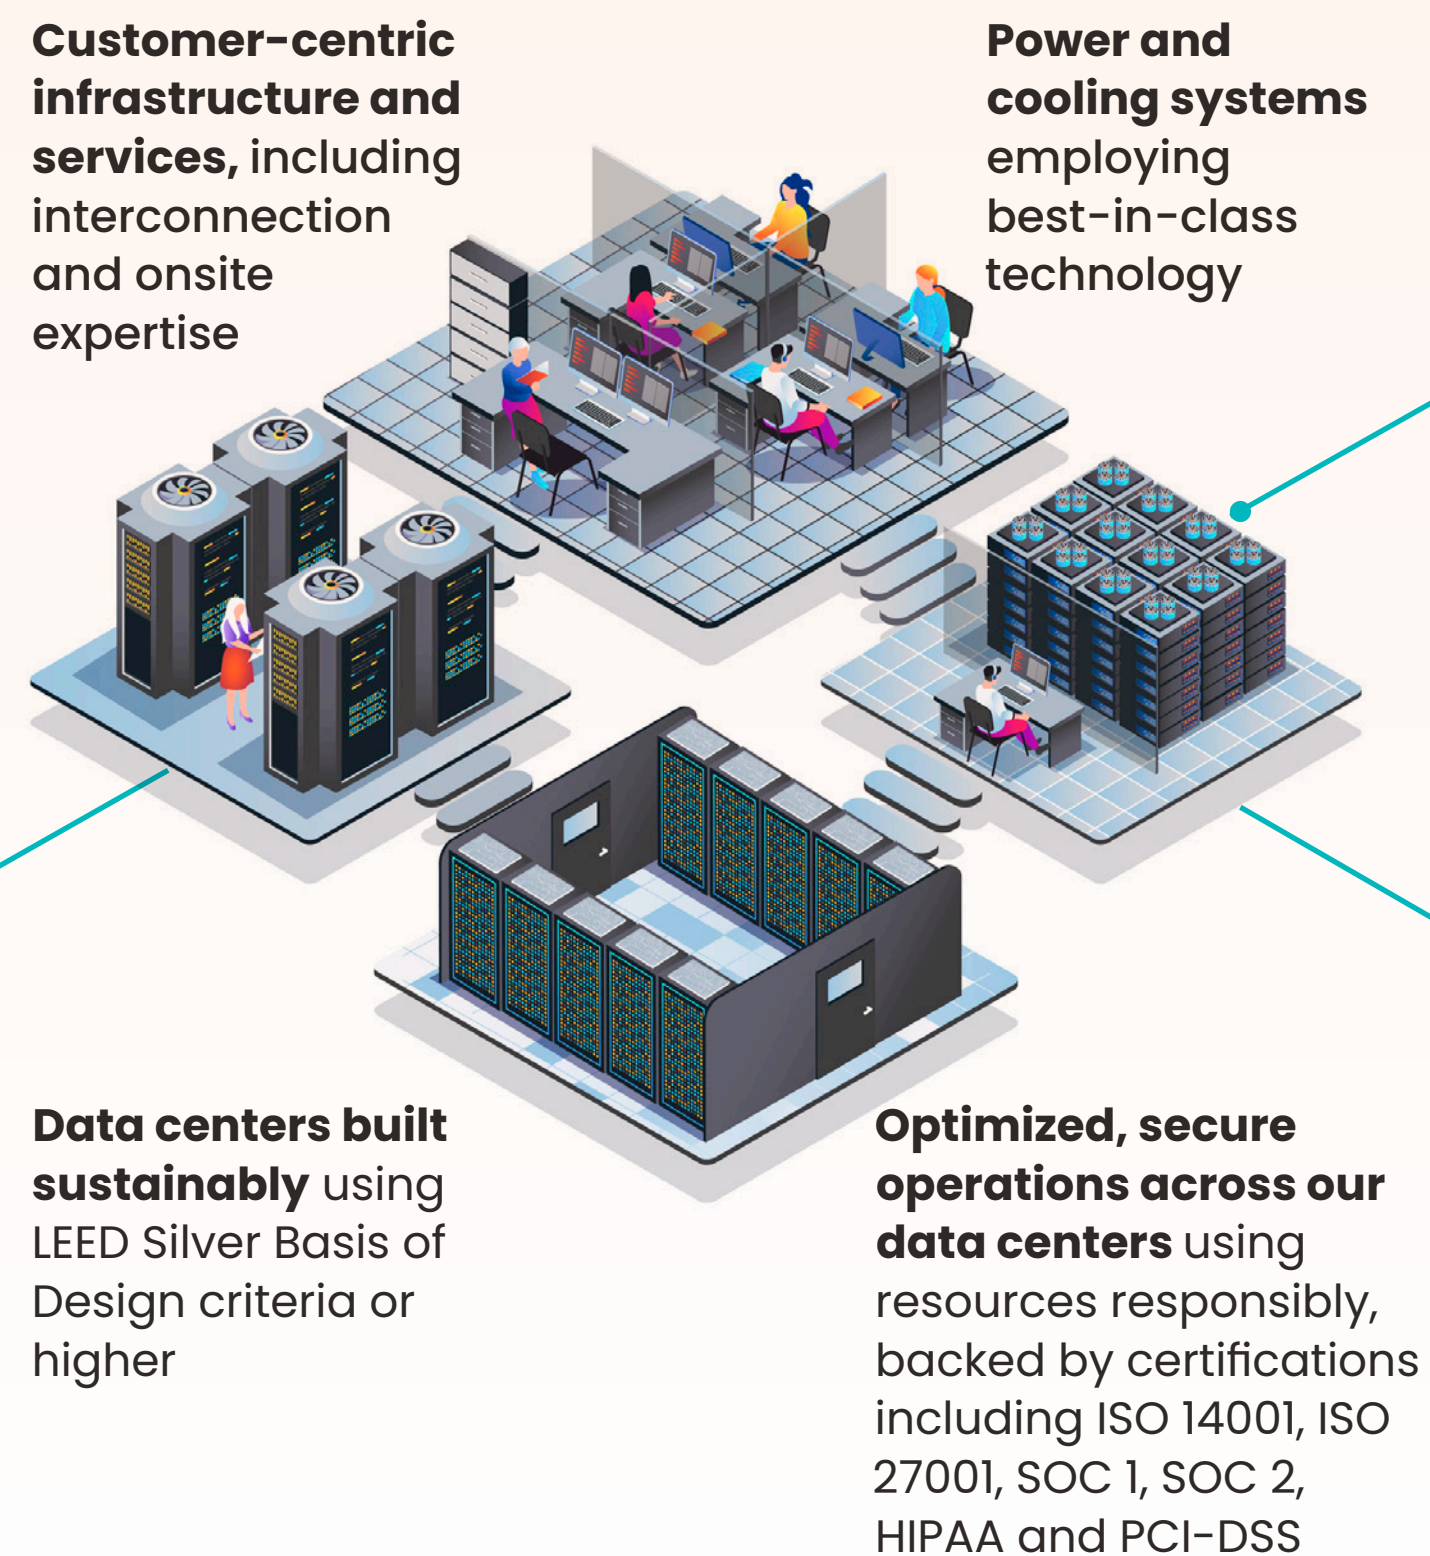 Customer-centric
infrastructure and
services, including
interconnection
and onsite
expertise
Power and
cooling systems
employing
best-in-class
technology
Data centers built
sustainably using
LEED Silver Basis of
Design criteria or
higher
Optimized, secure
operations across our
data centers using
resources responsibly,
backed by certifications
including ISO 14001, ISO
27001, SOC 1, SOC 2,
HIPAA and PCI-DSS